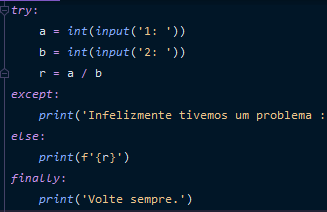 try:
    a = int(input('1: '))
    b = int(input('2: '))
    r = a / b
except:
    print('Infelizmente tivemos um problema :
else:
    print(f'{r}')
finally:
    print('Volte sempre.')